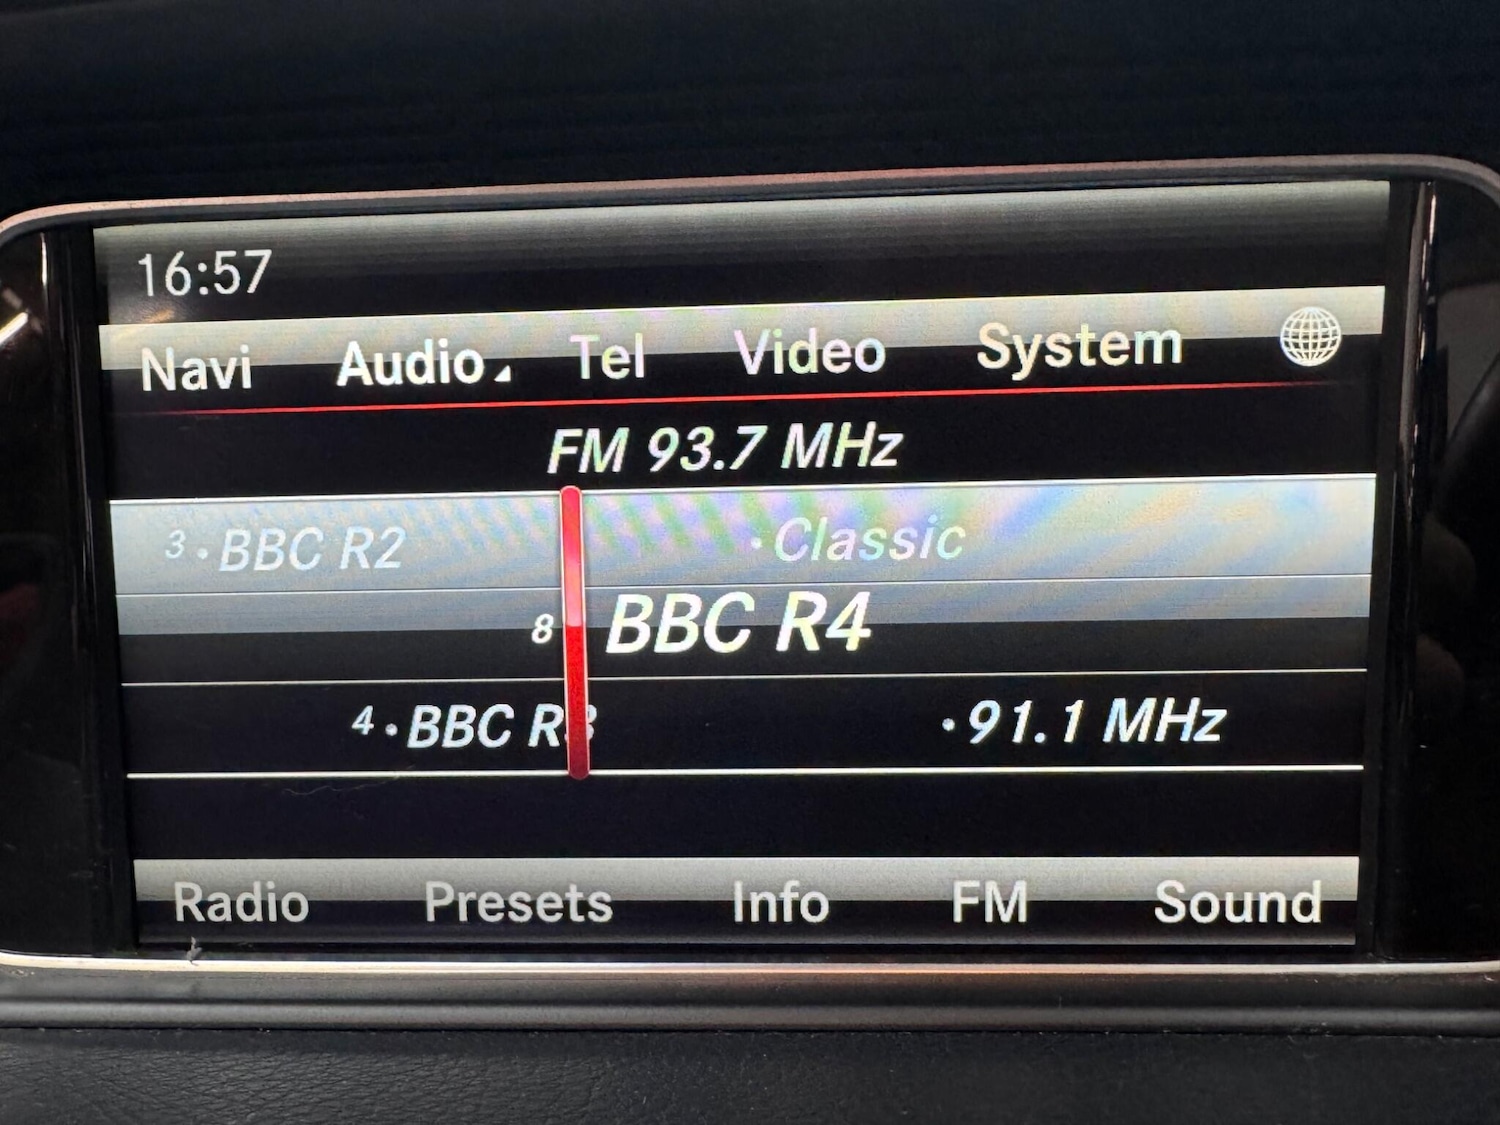 16:57
Navi Audio Tel Video System
FM 93.7 MHz
3 · BBC R2 · Classic
8 BBC R4
4 · BBC R3 · 91.1 MHz
Radio Presets Info FM Sound